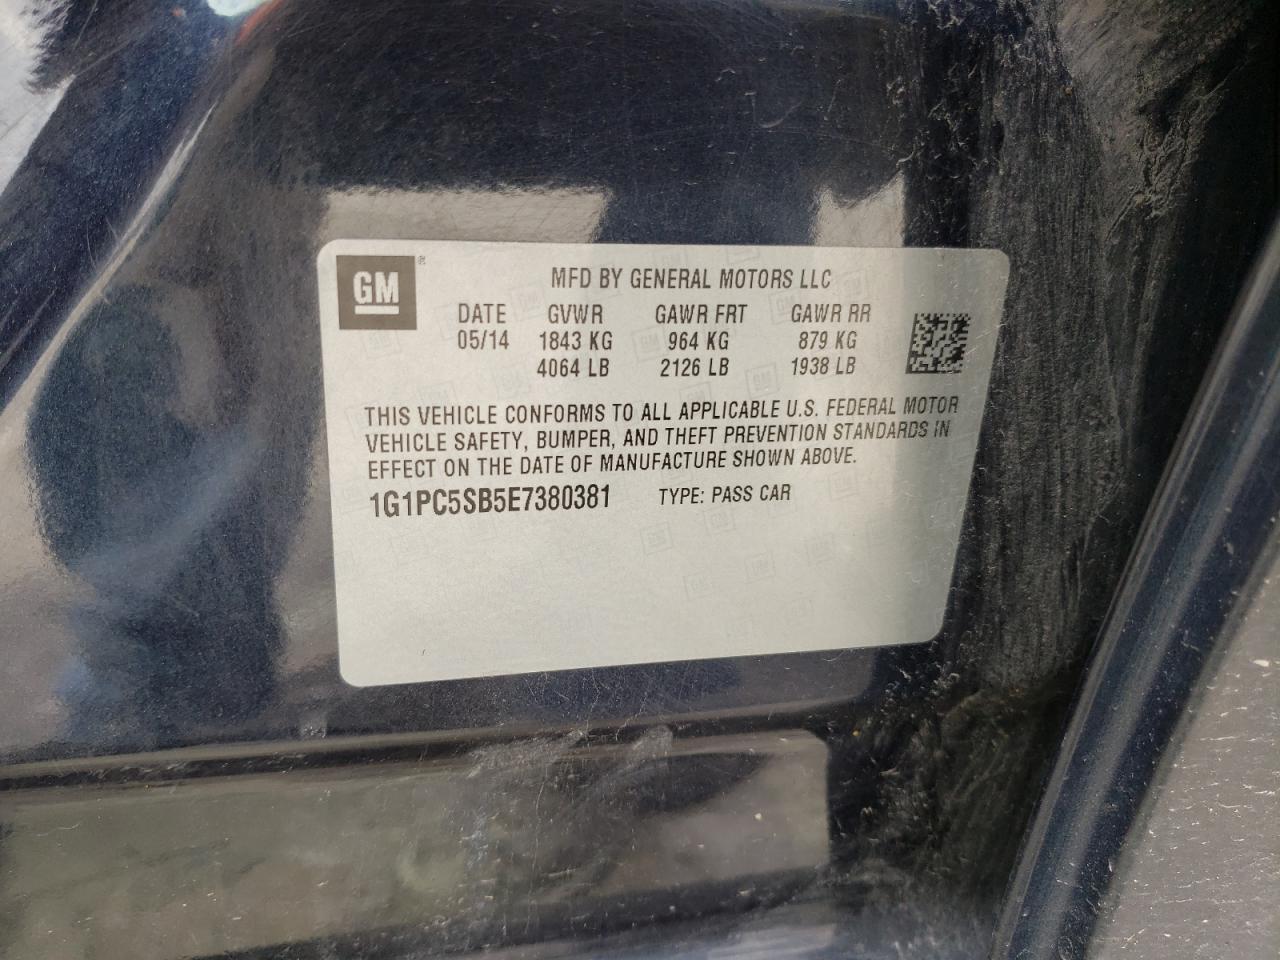 GM ®
MFD BY GENERAL MOTORS LLC
DATE GVWR GAWR FRT GAWR RR
05/14 1843 KG 964 KG 879 KG
4064 LB 2126 LB 1938 LB
THIS VEHICLE CONFORMS TO ALL APPLICABLE U.S. FEDERAL MOTOR
VEHICLE SAFETY, BUMPER, AND THEFT PREVENTION STANDARDS IN
EFFECT ON THE DATE OF MANUFACTURE SHOWN ABOVE.
1G1PC5SB5E7380381 TYPE: PASS CAR